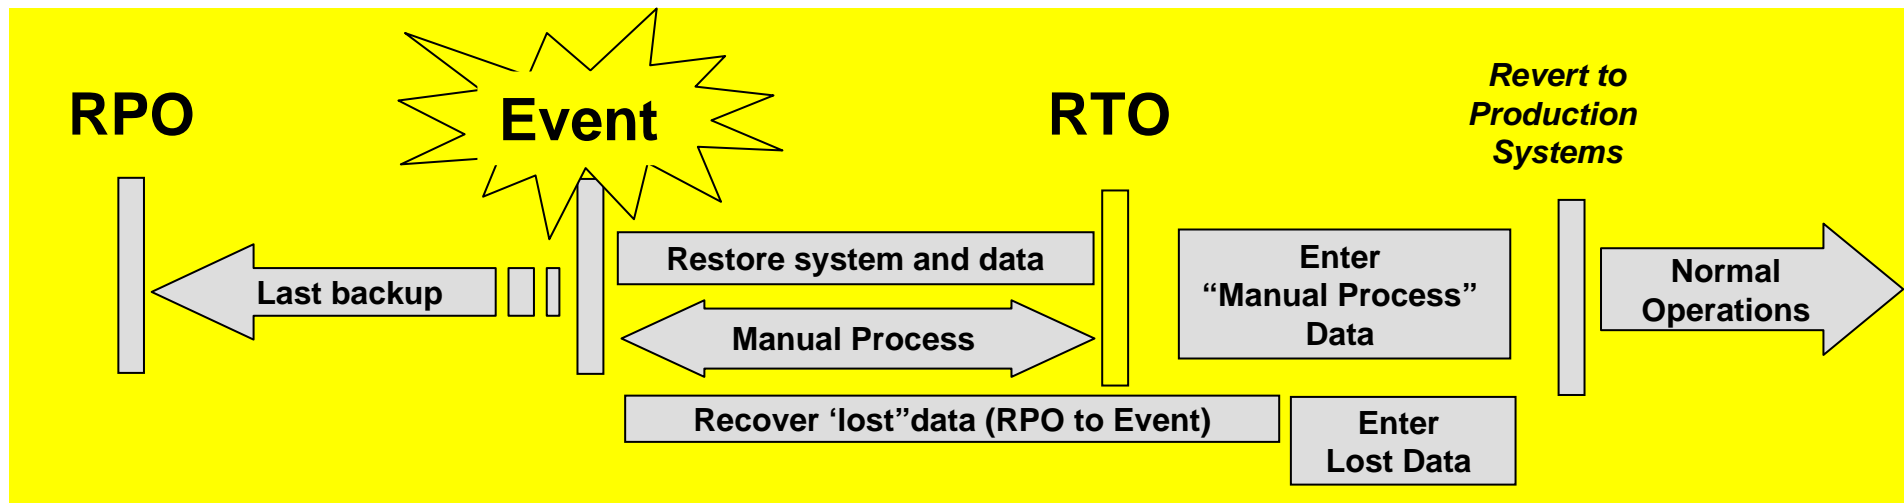 RPO
Event
RTO
Revert to
Production
Systems
Last backup
Restore system and data
Manual Process
Recover ‘lost”data (RPO to Event)
Enter
“Manual Process”
Data
Enter
Lost Data
Normal
Operations